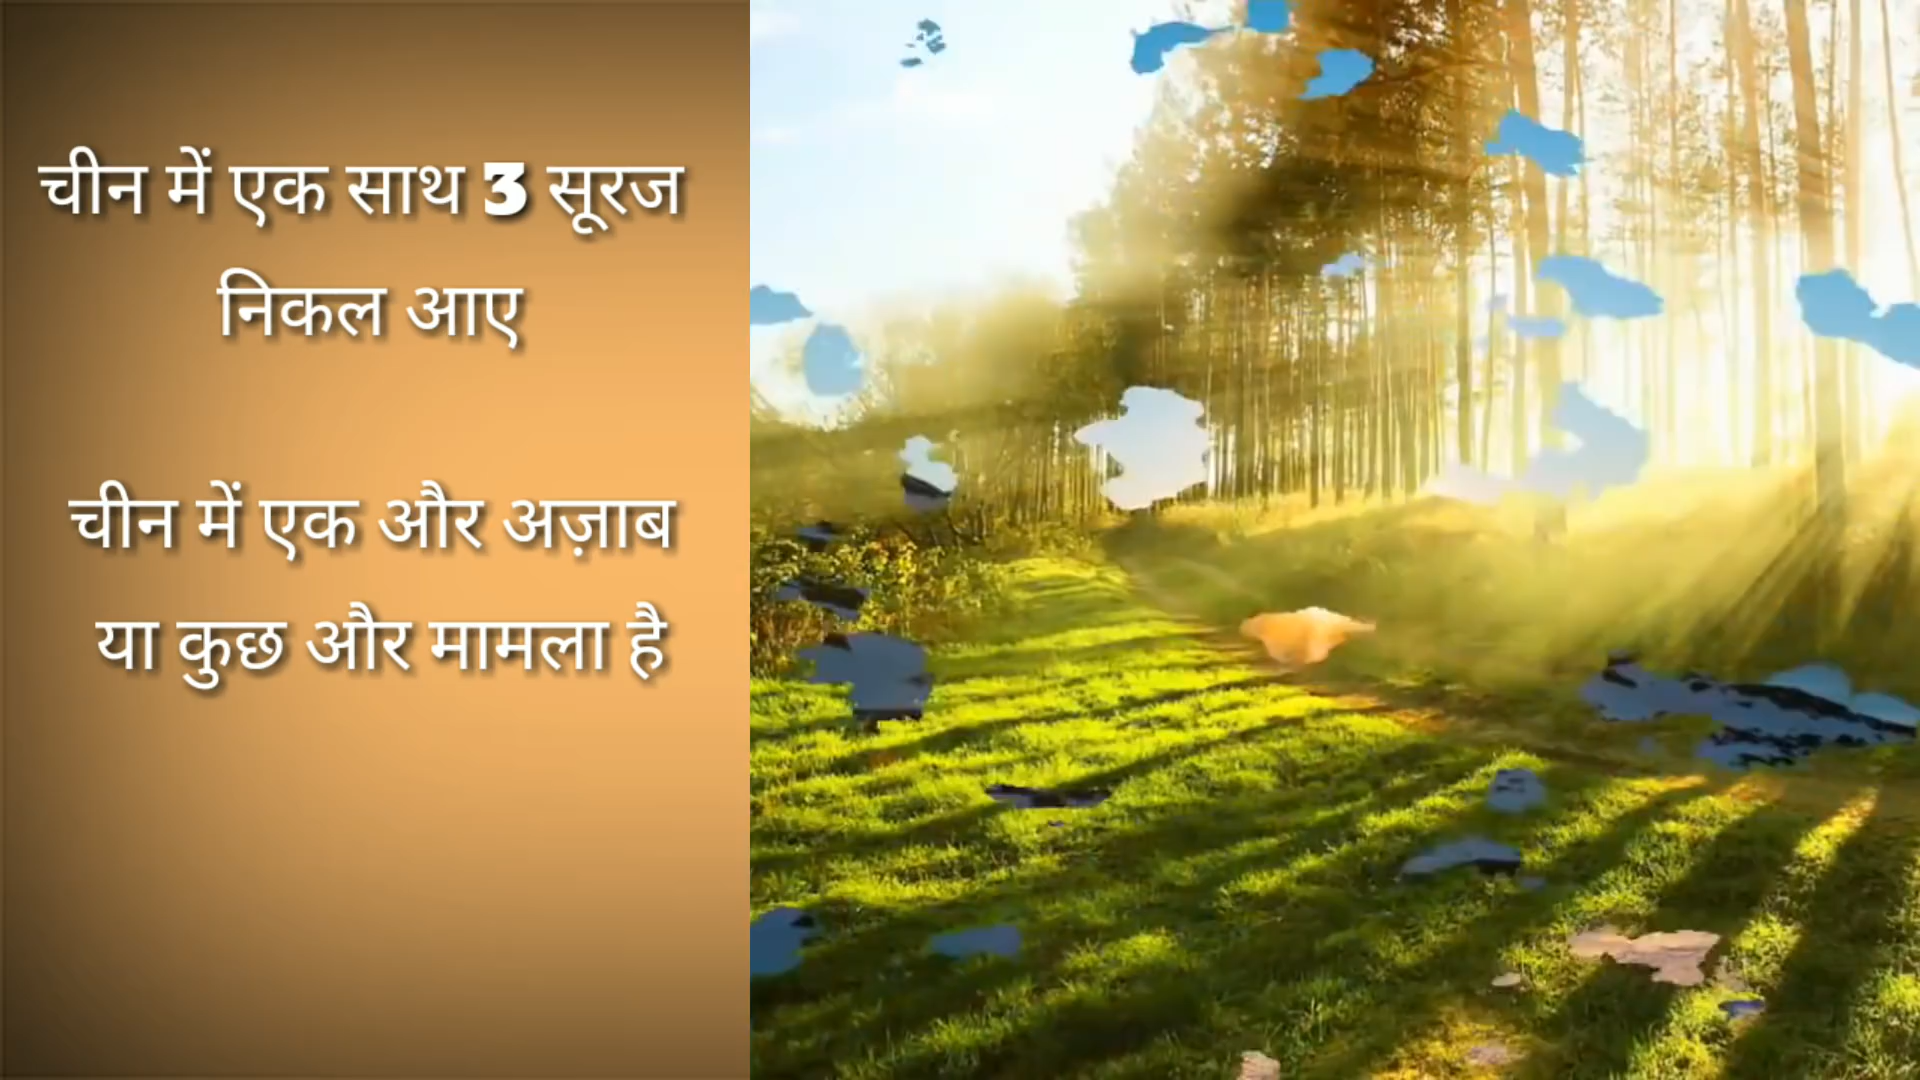 चीन में एक साथ 3 सूरज
निकल आए
चीन में एक और अज़ाब
या कुछ और मामला है